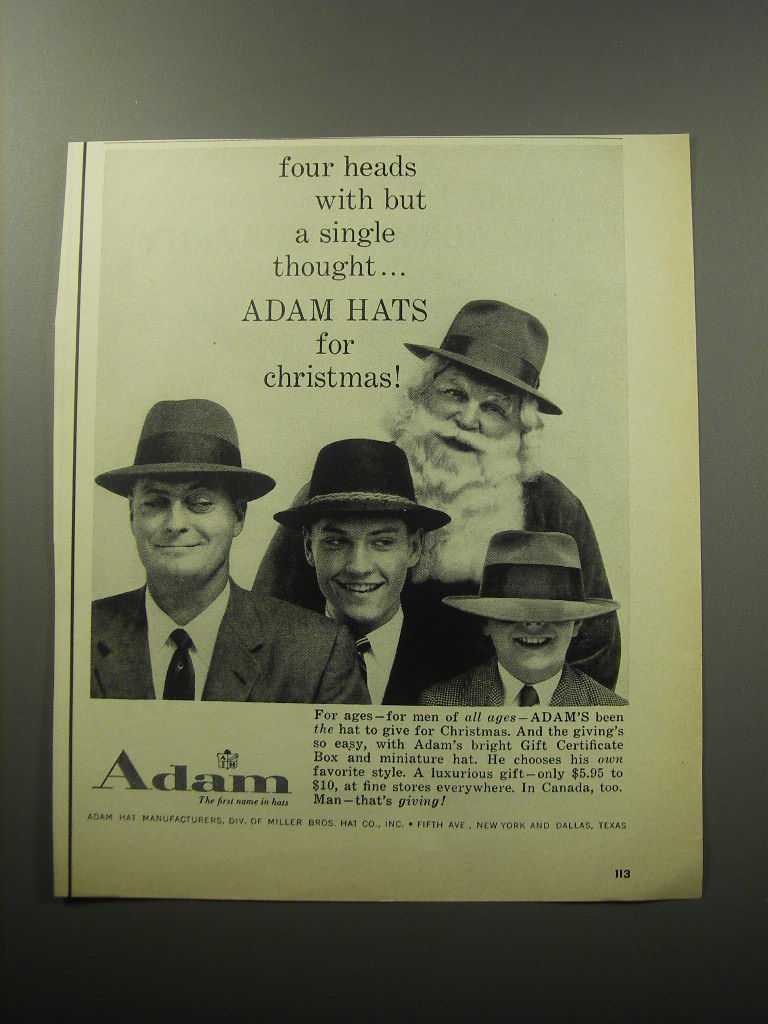 four heads
with but
a single
thought...
ADAM HATS
for
christmas!
For ages—for men of all ages—ADAM'S been
the hat to give for Christmas. And the giving's
so easy, with Adam's bright Gift Certificate
Box and miniature hat. He chooses his own
favorite style. A luxurious gift—only $5.95 to
$10, at fine stores everywhere. In Canada, too.
Man—that's giving!
Adam
The first name in hats
ADAM HAT MANUFACTURERS, DIV. OF MILLER BROS. HAT CO., INC. • FIFTH AVE., NEW YORK AND DALLAS, TEXAS
113